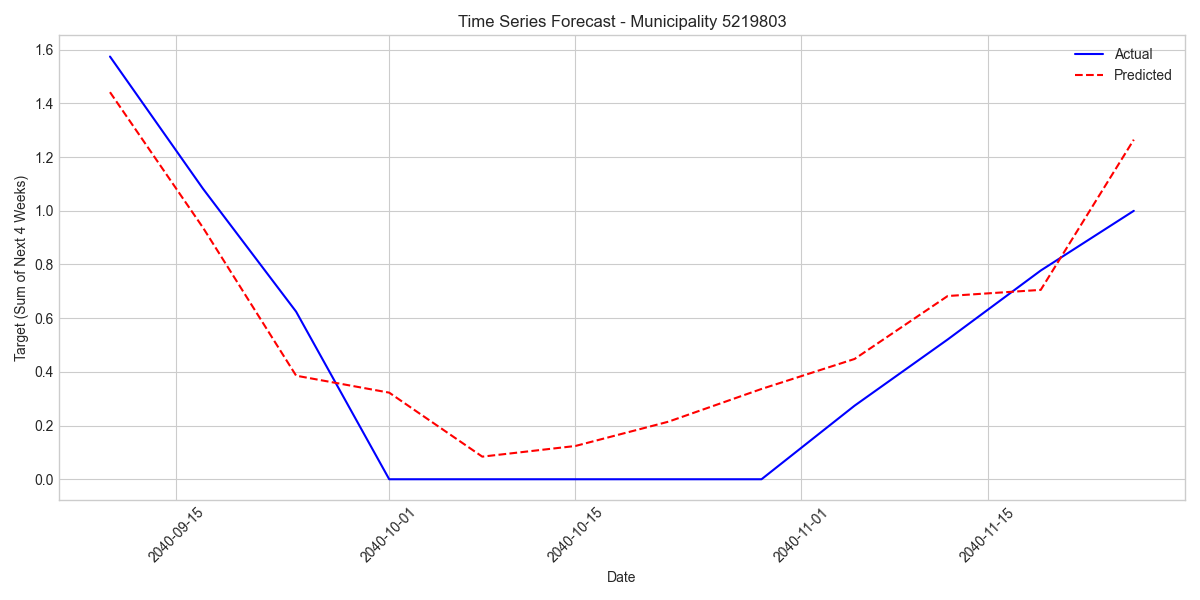 Time Series Forecast - Municipality 5219803
Actual
Predicted
Target (Sum of Next 4 Weeks)
1.6
1.4
1.2
1.0
0.8
0.6
0.4
0.2
0.0
2040-09-15
2040-10-01
2040-10-15
2040-11-01
2040-11-15
Date